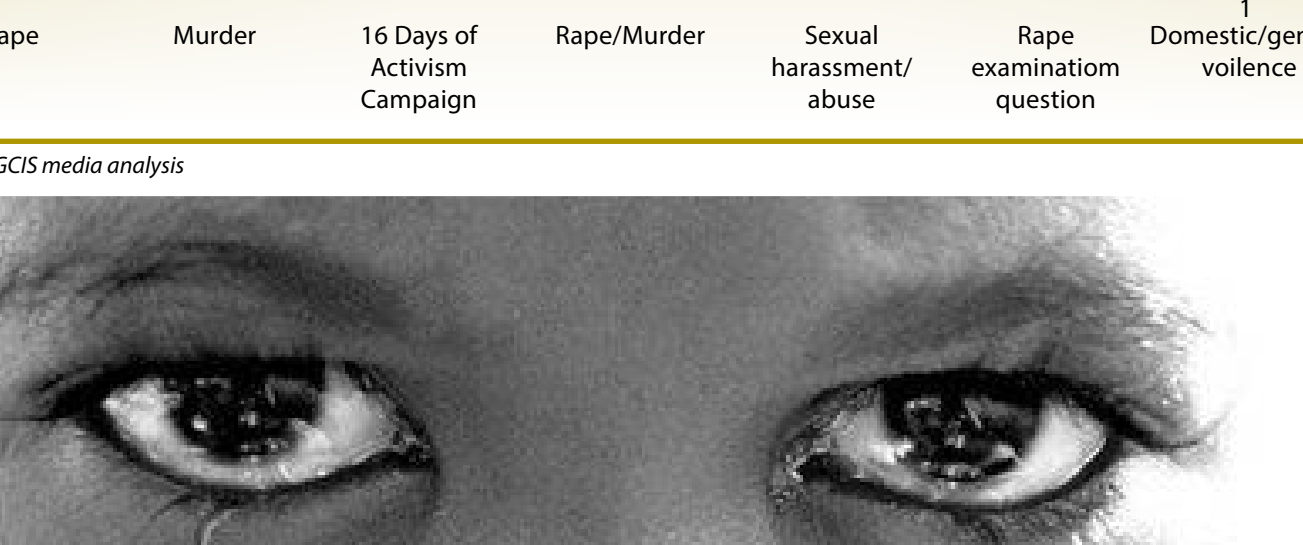 1
ape Murder 16 Days of Rape/Murder Sexual Rape Domestic/ger
Activism harassment/ examinatiom voilence
Campaign abuse question
GCIS media analysis